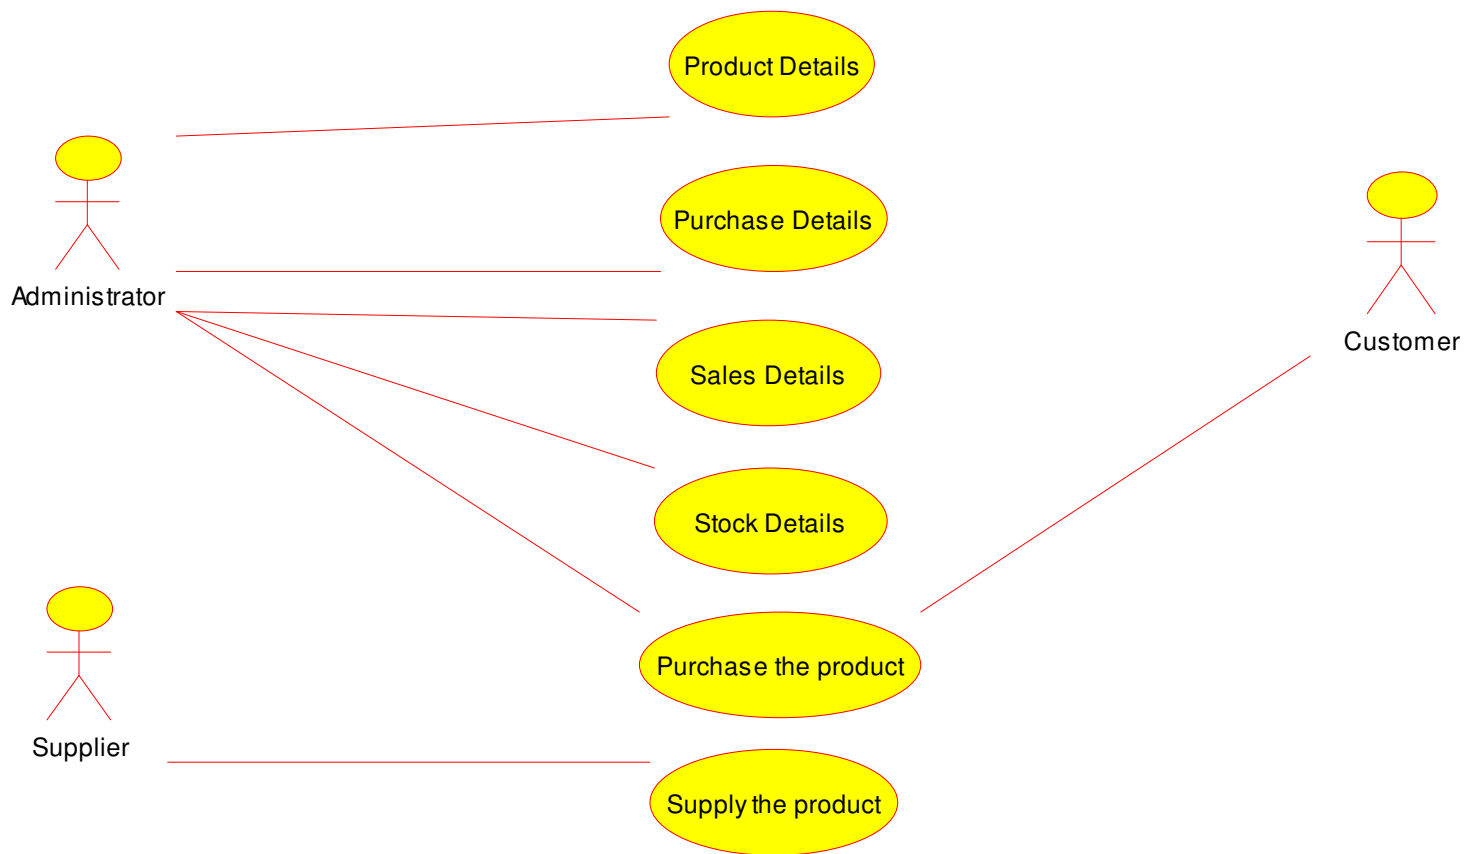 Product Details
Purchase Details
Administrator
Customer
Sales Details
Stock Details
Purchase the product
Supplier
Supply the product